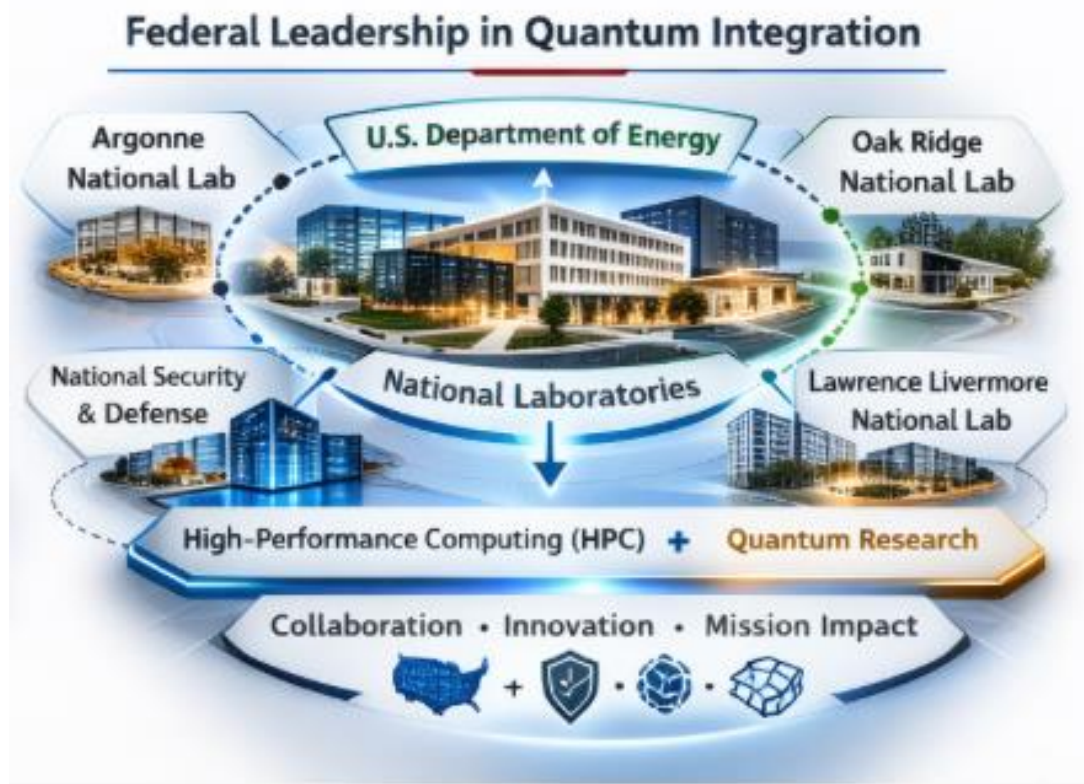 Federal Leadership in Quantum Integration
Argonne
National Lab
U.S. Department of Energy
Oak Ridge
National Lab
National Security
& Defense
National Laboratories
Lawrence Livermore
National Lab
High-Performance Computing (HPC) + Quantum Research
Collaboration • Innovation • Mission Impact